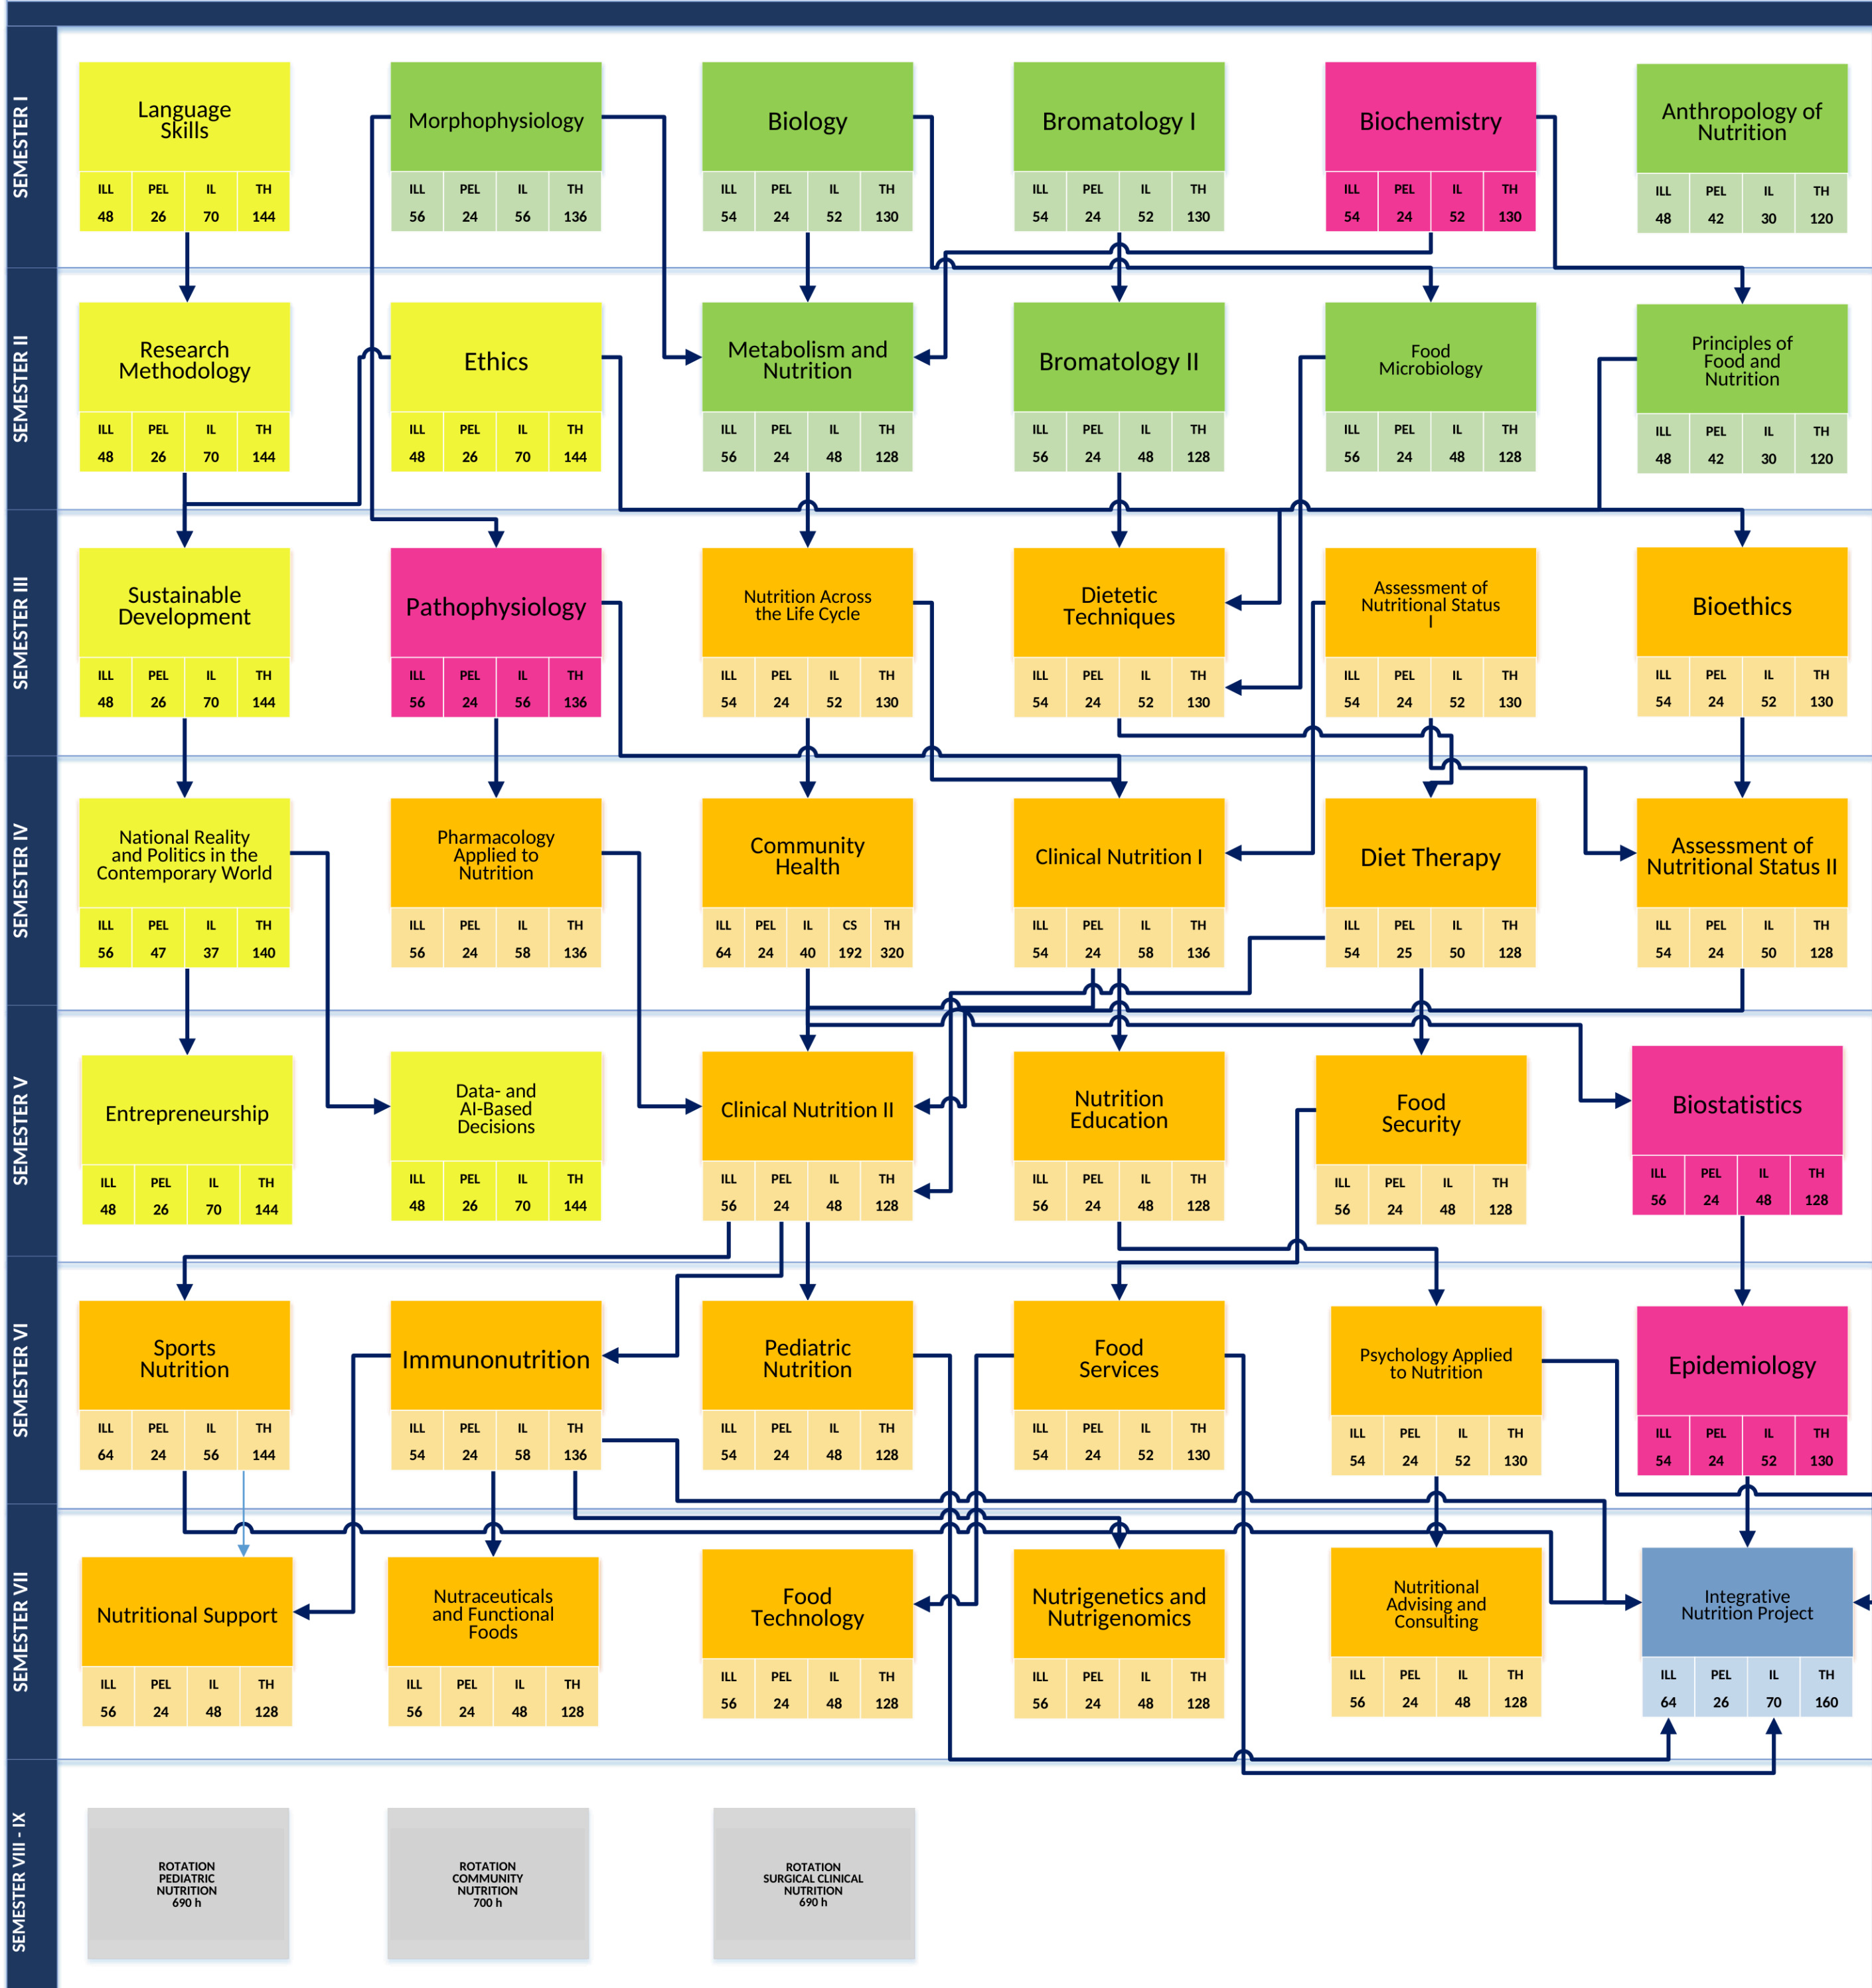 SEMESTER I
Language
Skills
ILL PEL IL TH
48 26 70 144
Morphophysiology
ILL PEL IL TH
56 24 56 136
Biology
ILL PEL IL TH
54 24 52 130
Bromatology I
ILL PEL IL TH
54 24 52 130
Biochemistry
ILL PEL IL TH
54 24 52 130
Anthropology of
Nutrition
ILL PEL IL TH
48 42 30 120
SEMESTER II
Research
Methodology
ILL PEL IL TH
48 26 70 144
Ethics
ILL PEL IL TH
48 26 70 144
Metabolism and
Nutrition
ILL PEL IL TH
56 24 48 128
Bromatology II
ILL PEL IL TH
56 24 48 128
Food
Microbiology
ILL PEL IL TH
56 24 48 128
Principles of
Food and
Nutrition
ILL PEL IL TH
48 42 30 120
SEMESTER III
Sustainable
Development
ILL PEL IL TH
48 26 70 144
Pathophysiology
ILL PEL IL TH
56 24 56 136
Nutrition Across
the Life Cycle
ILL PEL IL TH
54 24 52 130
Dietetic
Techniques
ILL PEL IL TH
54 24 52 130
Assessment of
Nutritional Status
I
ILL PEL IL TH
54 24 52 130
Bioethics
ILL PEL IL TH
54 24 52 130
SEMESTER IV
National Reality
and Politics in the
Contemporary World
ILL PEL IL TH
56 47 37 140
Pharmacology
Applied to
Nutrition
ILL PEL IL TH
56 24 58 136
Community
Health
ILL PEL IL CS TH
64 24 40 192 320
Clinical Nutrition I
ILL PEL IL TH
54 24 58 136
Diet Therapy
ILL PEL IL TH
54 25 50 128
Assessment of
Nutritional Status II
ILL PEL IL TH
54 24 50 128
SEMESTER V
Entrepreneurship
ILL PEL IL TH
48 26 70 144
Data- and
AI-Based
Decisions
ILL PEL IL TH
48 26 70 144
Clinical Nutrition II
ILL PEL IL TH
56 24 48 128
Nutrition
Education
ILL PEL IL TH
56 24 48 128
Food
Security
ILL PEL IL TH
56 24 48 128
Biostatistics
ILL PEL IL TH
56 24 48 128
SEMESTER VI
Sports
Nutrition
ILL PEL IL TH
64 24 56 144
Immunonutrition
ILL PEL IL TH
54 24 58 136
Pediatric
Nutrition
ILL PEL IL TH
54 24 48 128
Food
Services
ILL PEL IL TH
54 24 52 130
Psychology Applied
to Nutrition
ILL PEL IL TH
54 24 52 130
Epidemiology
ILL PEL IL TH
54 24 52 130
SEMESTER VII
Nutritional Support
ILL PEL IL TH
56 24 48 128
Nutraceuticals
and Functional
Foods
ILL PEL IL TH
56 24 48 128
Food
Technology
ILL PEL IL TH
56 24 48 128
Nutrigenetics and
Nutrigenomics
ILL PEL IL TH
56 24 48 128
Nutritional
Advising and
Consulting
ILL PEL IL TH
56 24 48 128
Integrative
Nutrition Project
ILL PEL IL TH
64 26 70 160
SEMESTER VIII - IX
ROTATION
PEDIATRIC
NUTRITION
690 h
ROTATION
COMMUNITY
NUTRITION
700 h
ROTATION
SURGICAL CLINICAL
NUTRITION
690 h